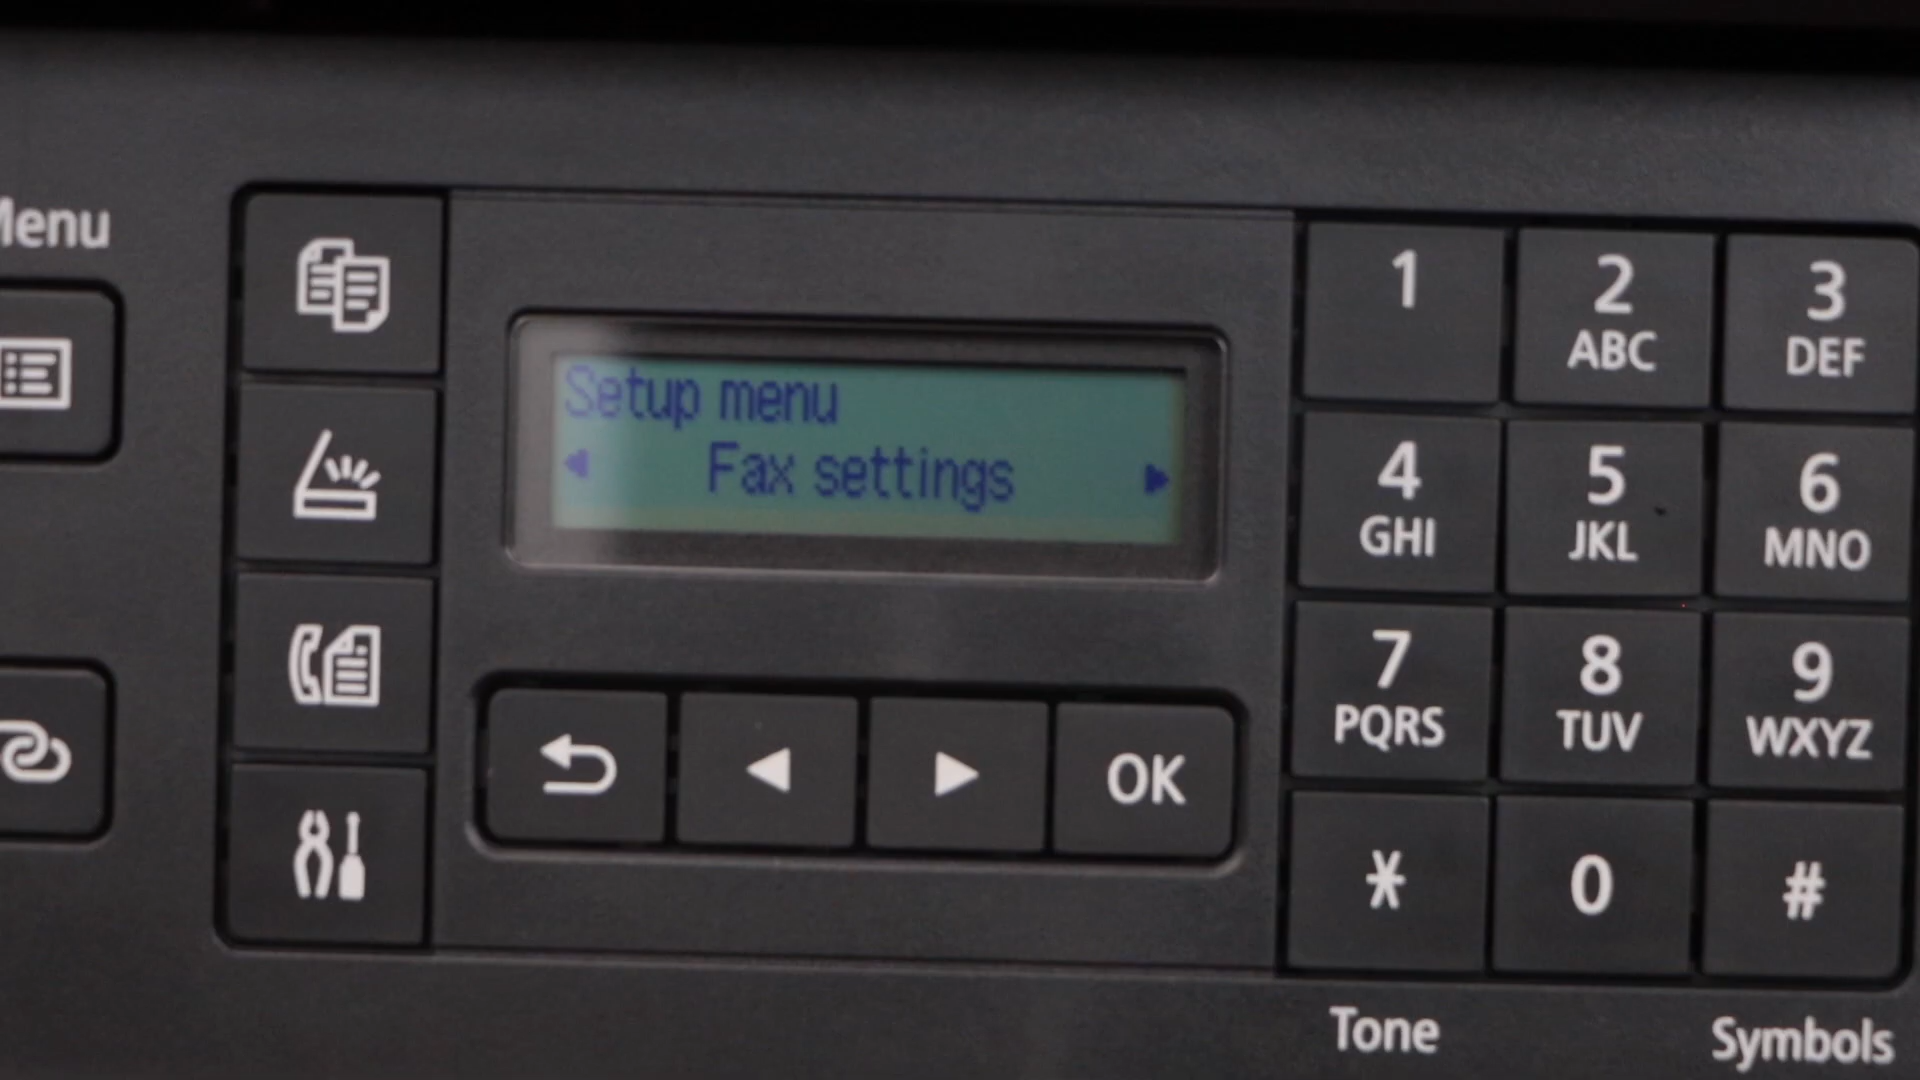 Menu
Setup menu
Fax settings
OK
1
2
ABC
3
DEF
4
GHI
5
JKL
6
MNO
7
PQRS
8
TUV
9
WXYZ
*
0
#
Tone
Symbols